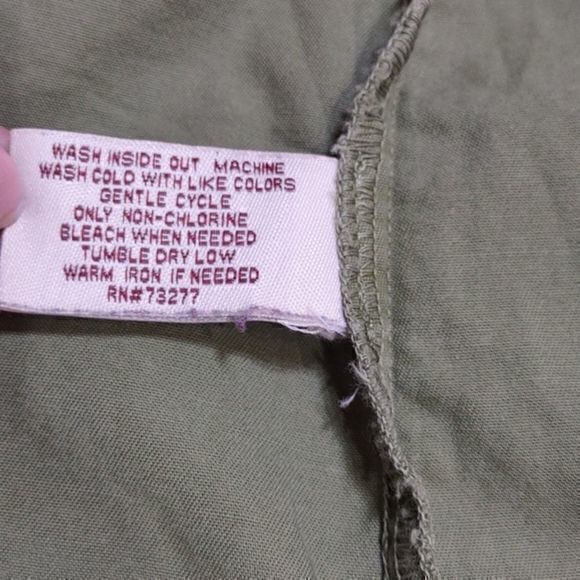 WASH INSIDE OUT MACHINE
WASH COLD WITH LIKE COLORS
GENTLE CYCLE
ONLY NON-CHLORINE
BLEACH WHEN NEEDED
TUMBLE DRY LOW
WARM IRON IF NEEDED
RN#73277